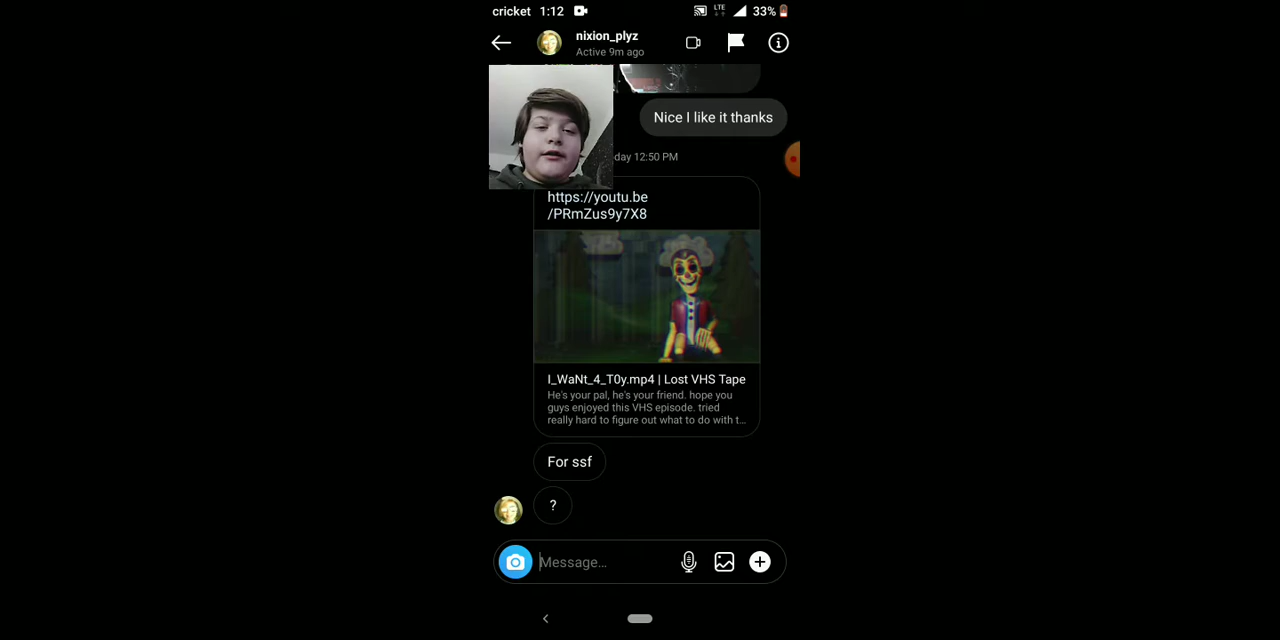 cricket 1:12 LTE 33%
nixion_plyz
Active 9m ago
Nice I like it thanks
day 12:50 PM
https://youtu.be
/PRmZus9y7X8
I_WaNt_4_T0y.mp4 | Lost VHS Tape
He's your pal, he's your friend. hope you
guys enjoyed this VHS episode. tried
really hard to figure out what to do with t...
For ssf
?
Message...